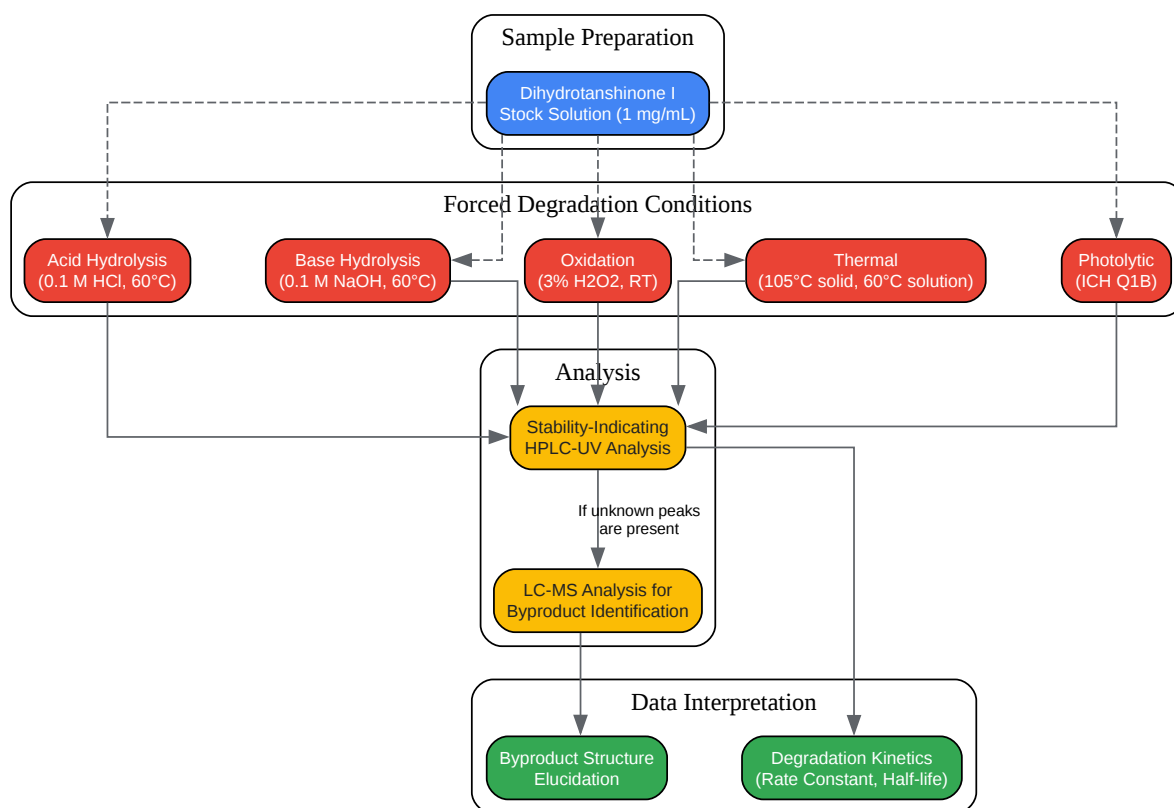 Sample Preparation
Dihydrotanshinone I
Stock Solution (1 mg/mL)
Forced Degradation Conditions
Acid Hydrolysis
(0.1 M HCl, 60°C)
Base Hydrolysis
(0.1 M NaOH, 60°C)
Oxidation
(3% H2O2, RT)
Thermal
(105°C solid, 60°C solution)
Photolytic
(ICH Q1B)
Analysis
Stability-Indicating
HPLC-UV Analysis
If unknown peaks
are present
LC-MS Analysis for
Byproduct Identification
Data Interpretation
Byproduct Structure
Elucidation
Degradation Kinetics
(Rate Constant, Half-life)